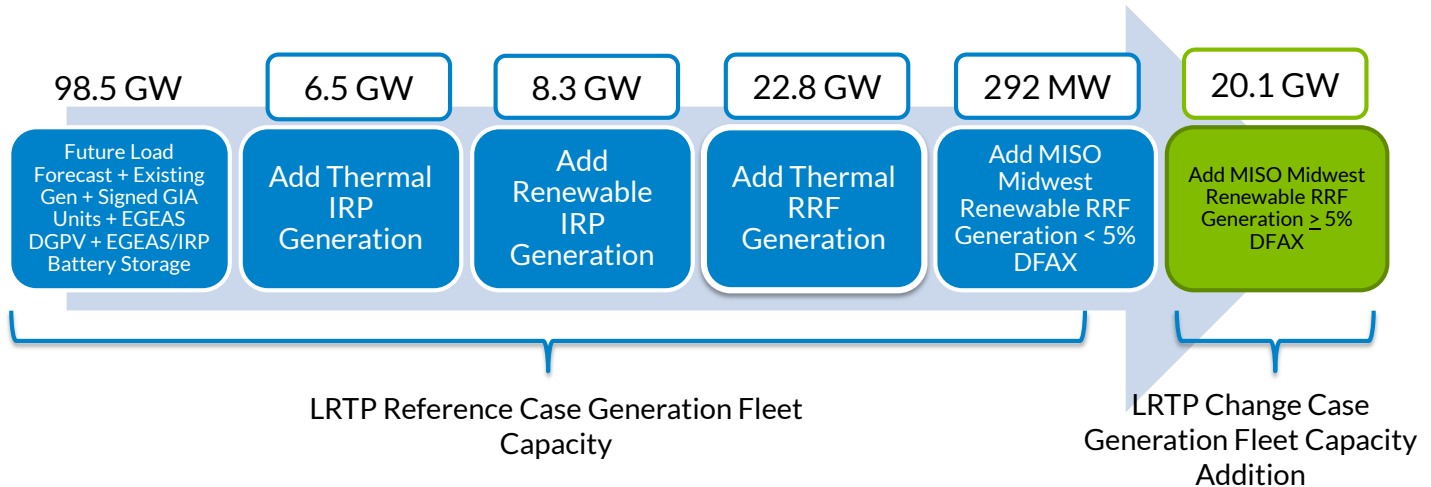 98.5 GW
Future Load
Forecast + Existing
Gen + Signed GIA
Units + EGEAS
DGPV + EGEAS/IRP
Battery Storage
6.5 GW
Add Thermal
IRP
Generation
8.3 GW
Add
Renewable
IRP
Generation
22.8 GW
Add Thermal
RRF
Generation
292 MW
Add MISO
Midwest
Renewable RRF
Generation < 5%
DFAX
20.1 GW
Add MISO Midwest
Renewable RRF
Generation > 5%
DFAX
LRTP Reference Case Generation Fleet
Capacity
LRTP Change Case
Generation Fleet Capacity
Addition